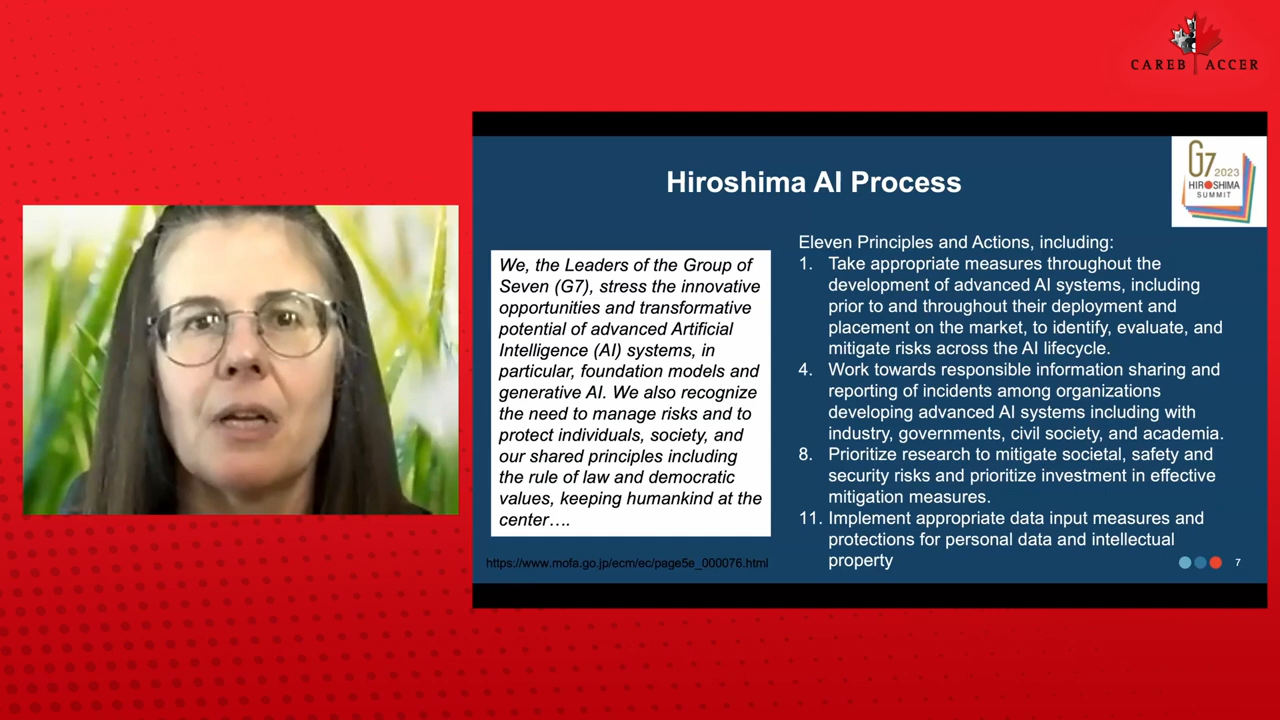 CAREB ACCER
Hiroshima AI Process
G7 2023
HIROSHIMA
SUMMIT
We, the Leaders of the Group of
Seven (G7), stress the innovative
opportunities and transformative
potential of advanced Artificial
Intelligence (AI) systems, in
particular, foundation models and
generative AI. We also recognize
the need to manage risks and to
protect individuals, society, and
our shared principles including
the rule of law and democratic
values, keeping humankind at the
center….
https://www.mofa.go.jp/ecm/ec/page5e_000076.html
Eleven Principles and Actions, including:
1. Take appropriate measures throughout the
development of advanced AI systems, including
prior to and throughout their deployment and
placement on the market, to identify, evaluate, and
mitigate risks across the AI lifecycle.
4. Work towards responsible information sharing and
reporting of incidents among organizations
developing advanced AI systems including with
industry, governments, civil society, and academia.
8. Prioritize research to mitigate societal, safety and
security risks and prioritize investment in effective
mitigation measures.
11. Implement appropriate data input measures and
protections for personal data and intellectual
property
7